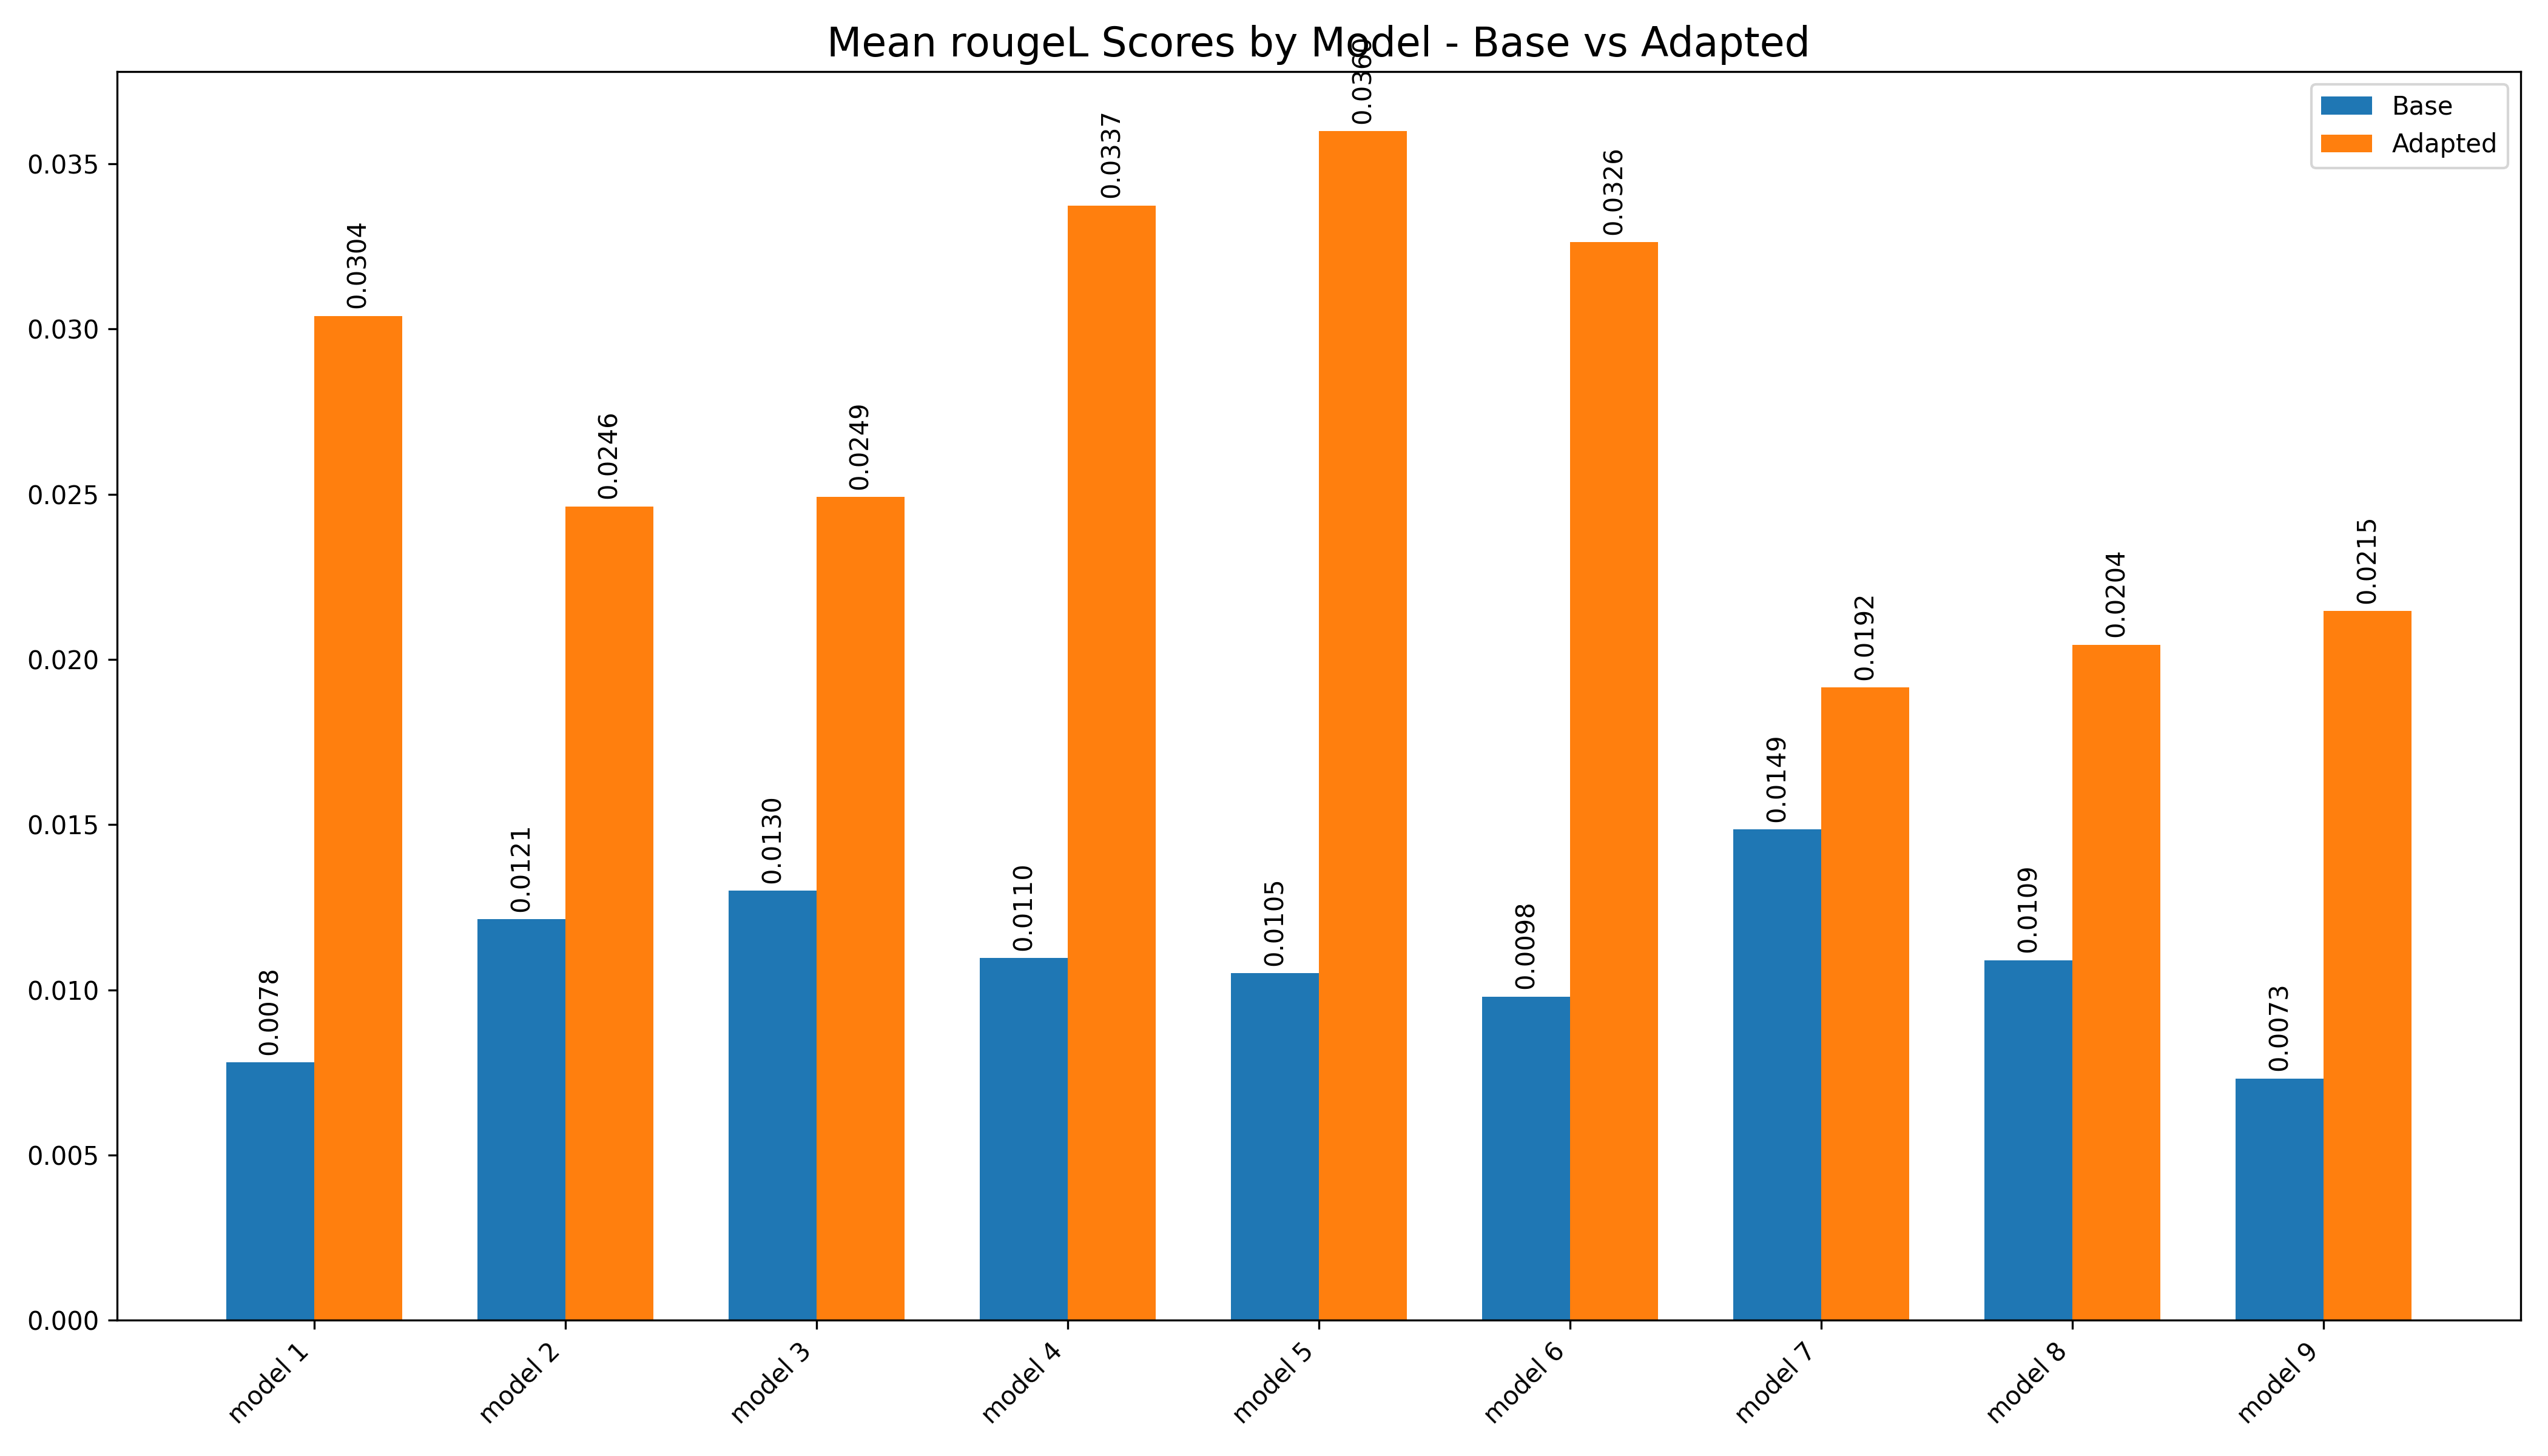 Mean rougeL Scores by Model - Base vs Adapted
Base
Adapted
0.035
0.030
0.025
0.020
0.015
0.010
0.005
0.000
0.0078
0.0304
0.0121
0.0246
0.0130
0.0249
0.0110
0.0337
0.0105
0.0360
0.0098
0.0326
0.0149
0.0192
0.0109
0.0204
0.0073
0.0215
model 1
model 2
model 3
model 4
model 5
model 6
model 7
model 8
model 9